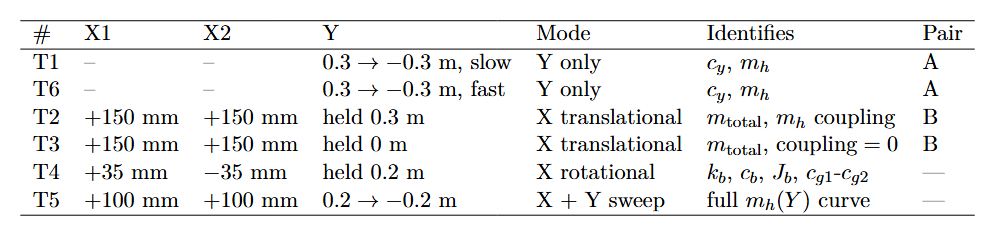 # X1 X2 Y Mode Identifies Pair
T1 – – 0.3 → −0.3 m, slow Y only c_y, m_h A
T6 – – 0.3 → −0.3 m, fast Y only c_y, m_h A
T2 +150 mm +150 mm held 0.3 m X translational m_total, m_h coupling B
T3 +150 mm +150 mm held 0 m X translational m_total, coupling = 0 B
T4 +35 mm −35 mm held 0.2 m X rotational k_b, c_b, J_b, c_g1-c_g2 —
T5 +100 mm +100 mm 0.2 → −0.2 m X + Y sweep full m_h(Y) curve —